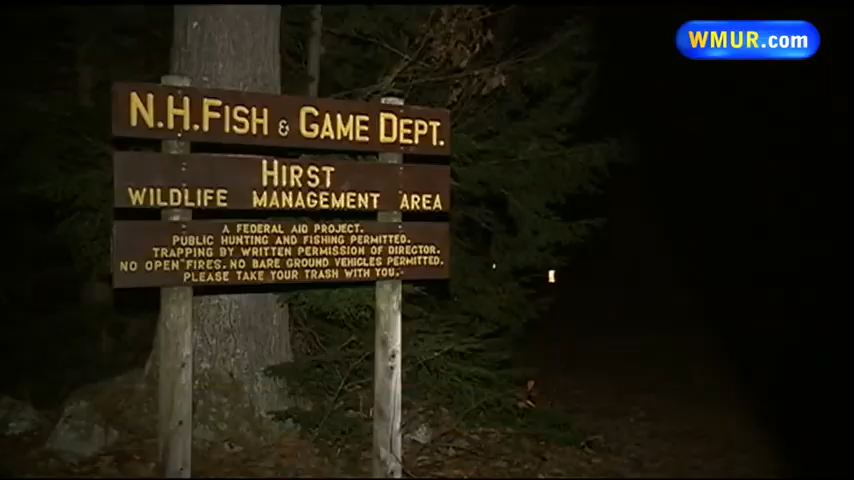 WMUR.com
N.H. FISH & GAME DEPT.
HIRST
WILDLIFE MANAGEMENT AREA
A FEDERAL AID PROJECT.
PUBLIC HUNTING AND FISHING PERMITTED.
TRAPPING BY WRITTEN PERMISSION OF DIRECTOR.
NO OPEN FIRES. NO BARE GROUND VEHICLES PERMITTED.
PLEASE TAKE YOUR TRASH WITH YOU.